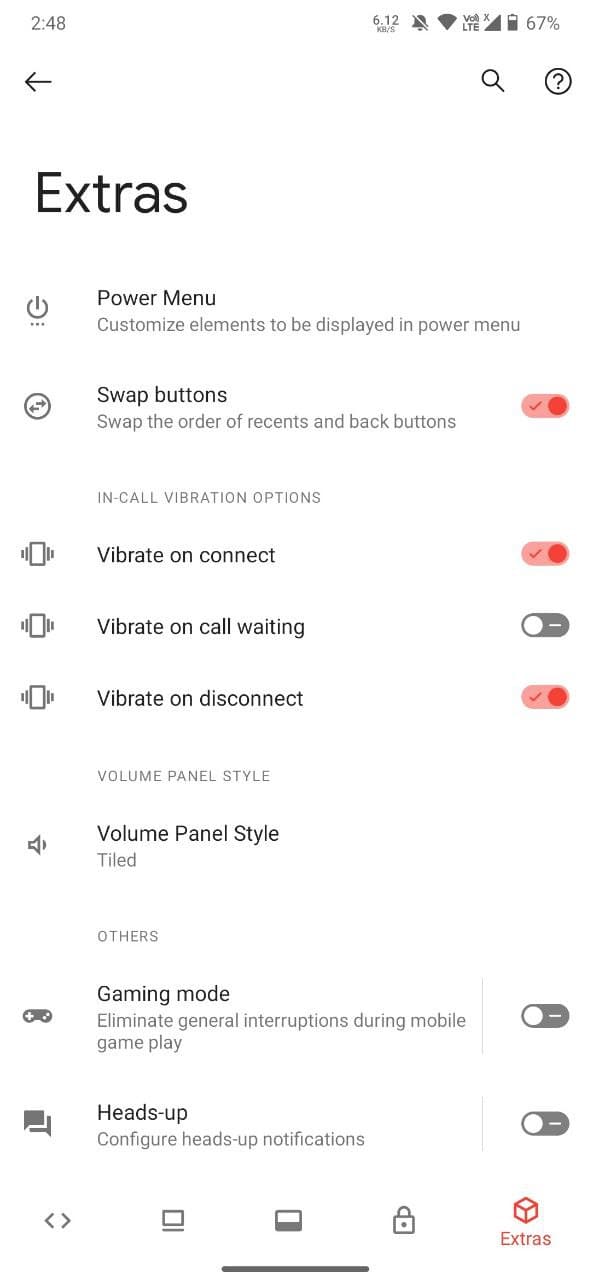 2:48
6.12 KB/S Vo) LTE X 67%
Extras
Power Menu
Customize elements to be displayed in power menu
Swap buttons
Swap the order of recents and back buttons
IN-CALL VIBRATION OPTIONS
Vibrate on connect
Vibrate on call waiting
Vibrate on disconnect
VOLUME PANEL STYLE
Volume Panel Style
Tiled
OTHERS
Gaming mode
Eliminate general interruptions during mobile
game play
Heads-up
Configure heads-up notifications
Extras